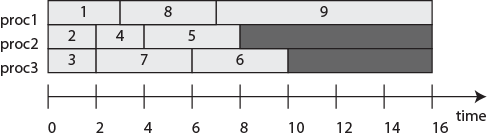 proc1 1 8 9
proc2 2 4 5
proc3 3 7 6
time
0 2 4 6 8 10 12 14 16